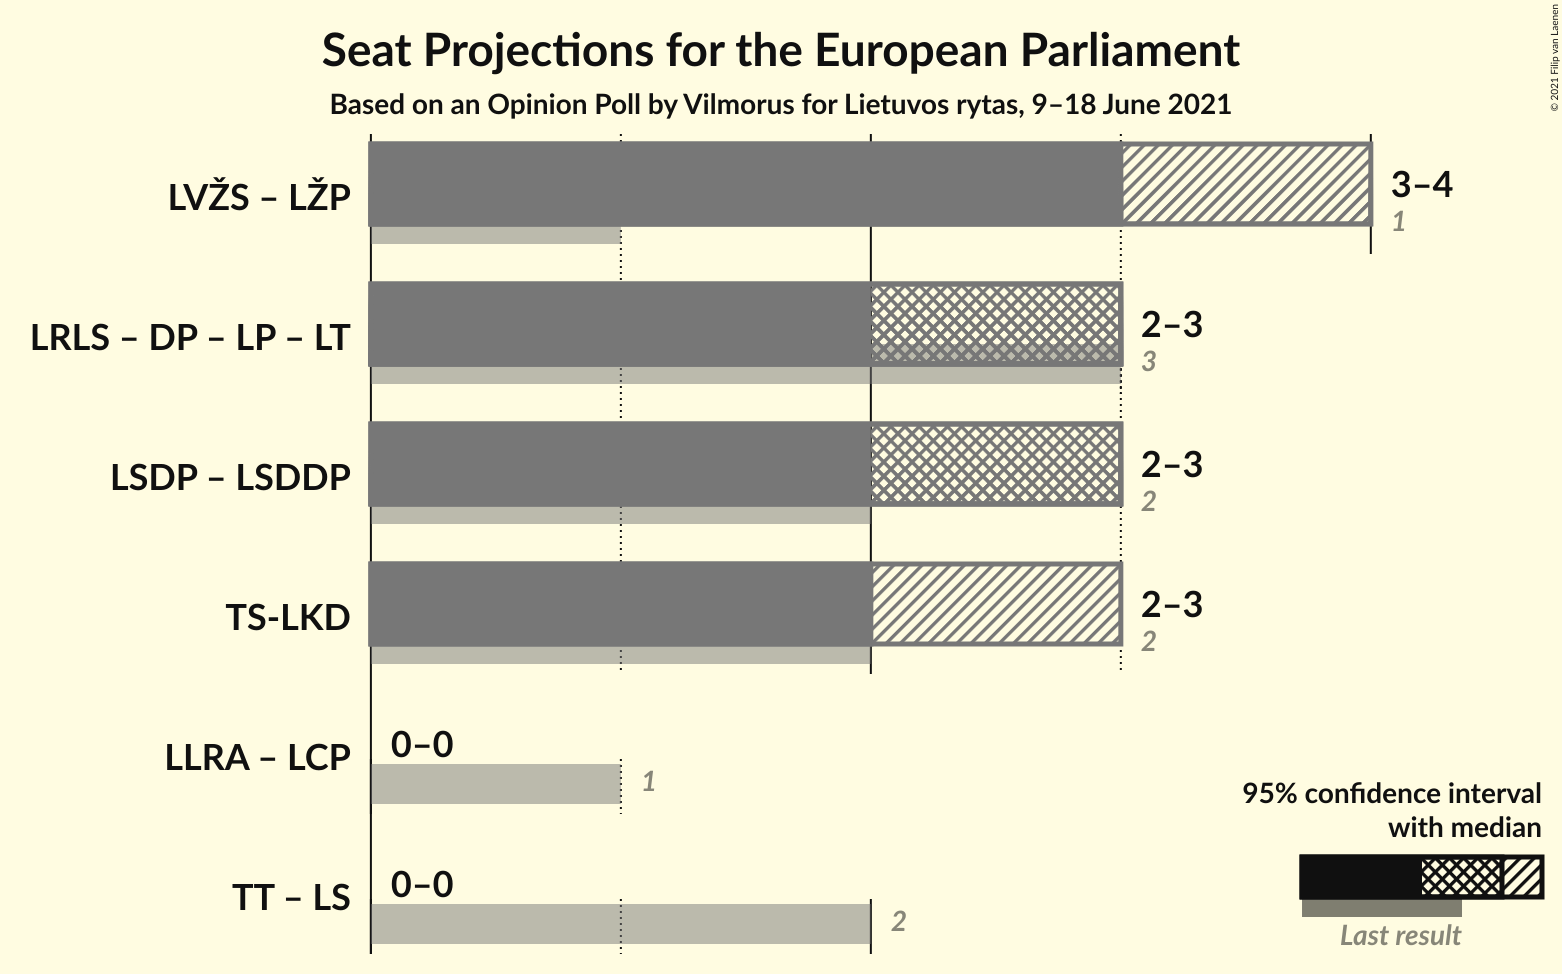 Seat Projections for the European Parliament
Based on an Opinion Poll by Vilmorus for Lietuvos rytas, 9–18 June 2021
© 2021 Filip van Laenen
LVŽS – LŽP
3–4
1
LRLS – DP – LP – LT
2–3
3
LSDP – LSDDP
2–3
2
TS-LKD
2–3
2
LLRA – LCP
0–0
1
TT – LS
0–0
2
95% confidence interval
with median
Last result